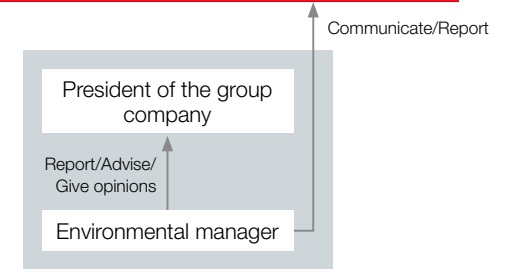 Communicate/Report
President of the group
company
Report/Advise/
Give opinions
Environmental manager